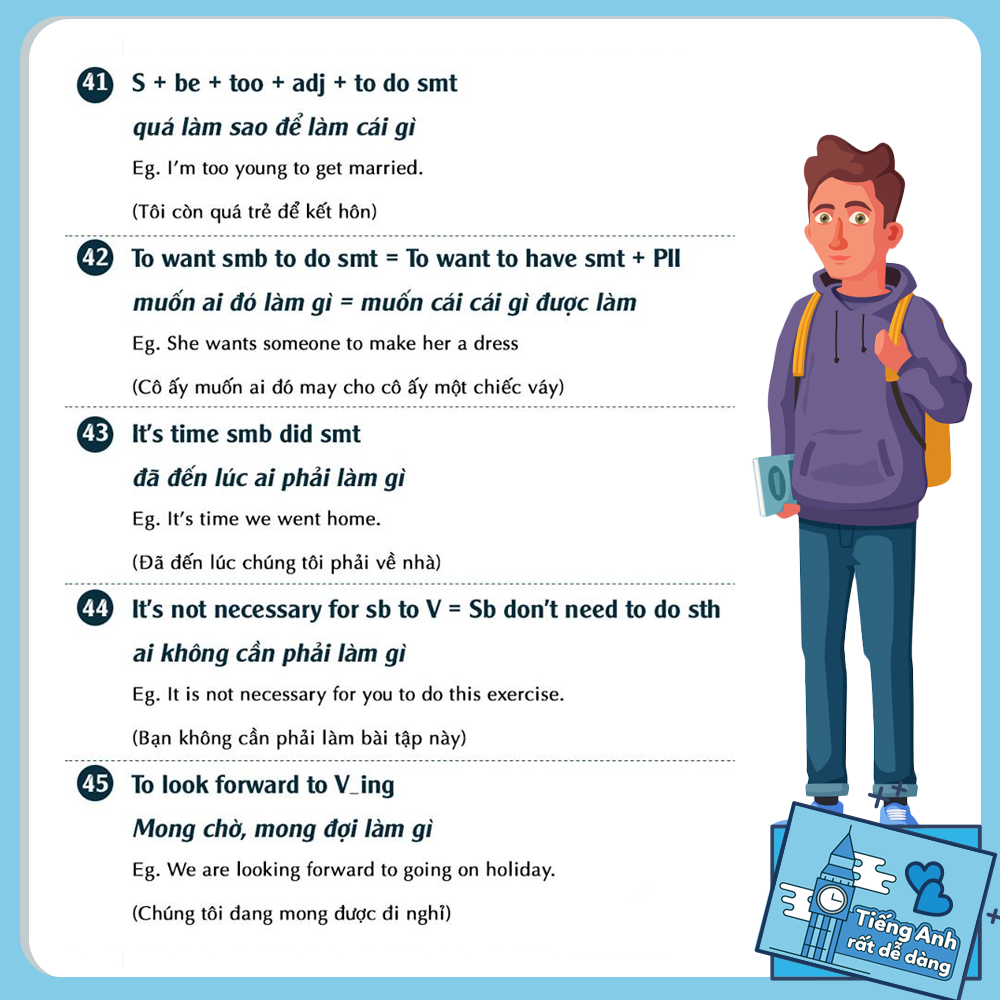 41 S + be + too + adj + to do smt
quá làm sao để làm cái gì
Eg. I'm too young to get married.
(Tôi còn quá trẻ để kết hôn)
42 To want smb to do smt = To want to have smt + PII
muốn ai đó làm gì = muốn cái cái gì được làm
Eg. She wants someone to make her a dress
(Cô ấy muốn ai đó may cho cô ấy một chiếc váy)
43 It's time smb did smt
đã đến lúc ai phải làm gì
Eg. It's time we went home.
(Đã đến lúc chúng tôi phải về nhà)
44 It's not necessary for sb to V = Sb don't need to do sth
ai không cần phải làm gì
Eg. It is not necessary for you to do this exercise.
(Bạn không cần phải làm bài tập này)
45 To look forward to V_ing
Mong chờ, mong đợi làm gì
Eg. We are looking forward to going on holiday.
(Chúng tôi đang mong được đi nghỉ)
Tiếng Anh
rất dễ dàng